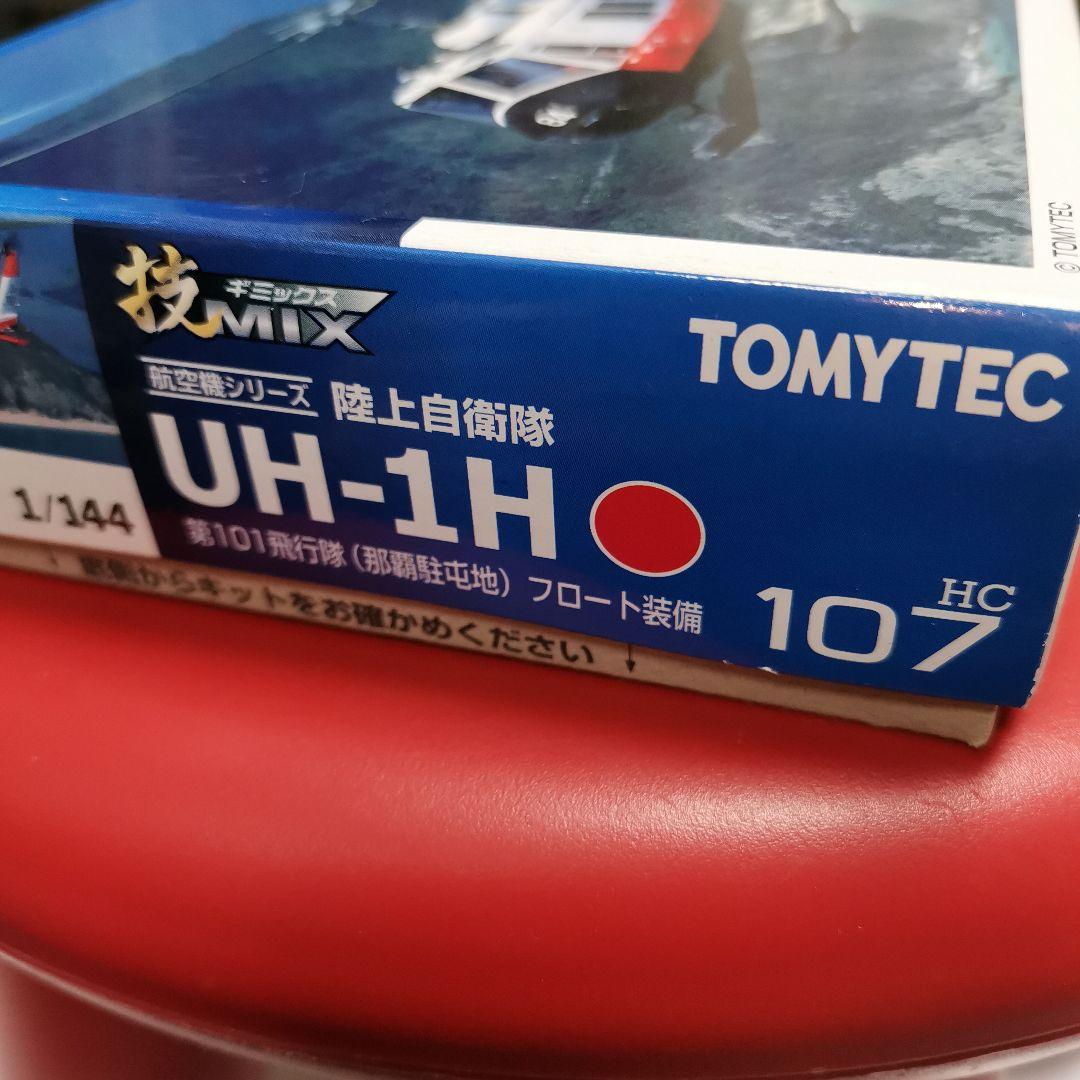 © TOMYTEC
技MIX
ギミックス
TOMYTEC
航空機シリーズ 陸上自衛隊
UH-1H
1/144
第101飛行隊(那覇駐屯地) フロート装備
HC
107
からキットをお確かめください